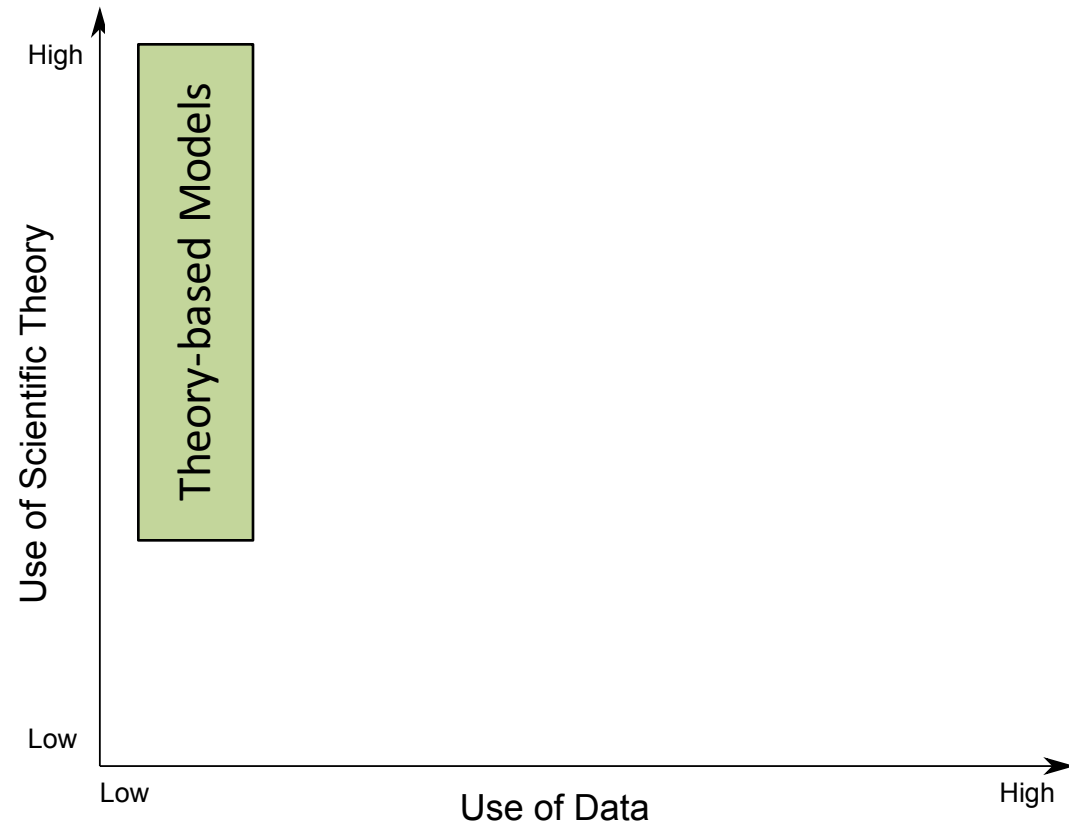 High
Theory-based Models
Use of Scientific Theory
Low
Low
High
Use of Data